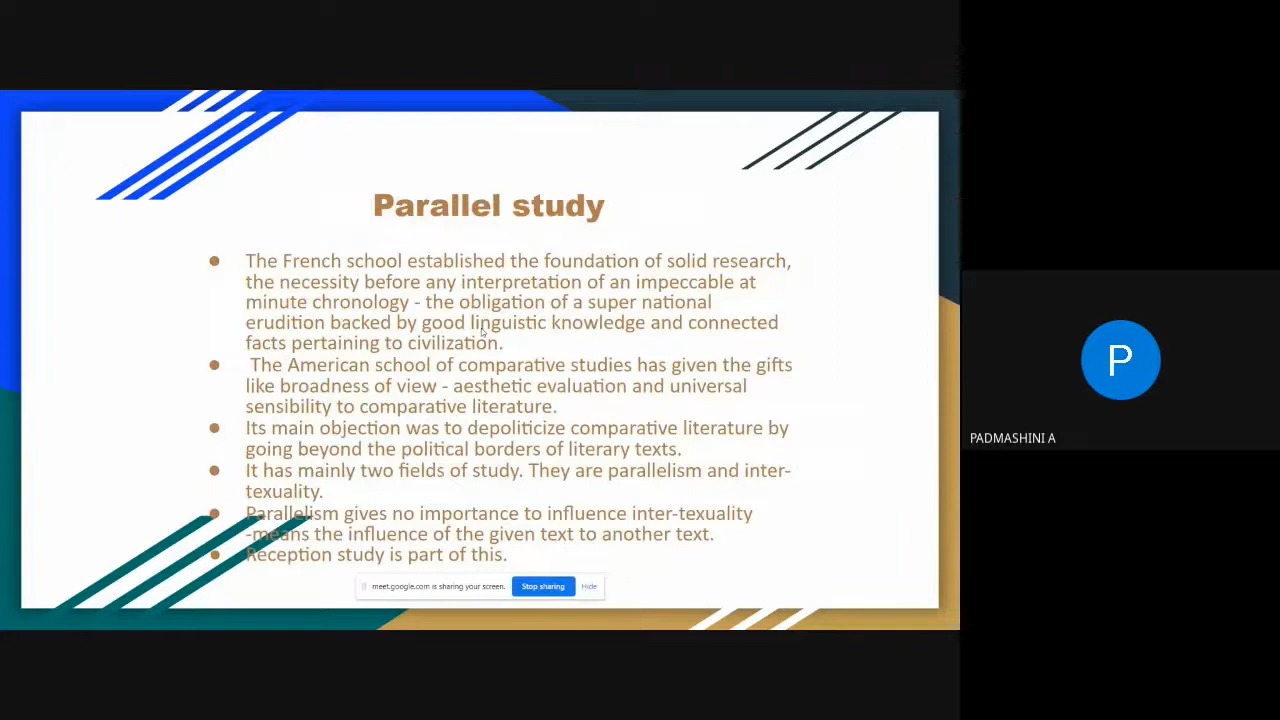 Parallel study
● The French school established the foundation of solid research,
the necessity before any interpretation of an impeccable at
minute chronology - the obligation of a super national
erudition backed by good linguistic knowledge and connected
facts pertaining to civilization.
● The American school of comparative studies has given the gifts
like broadness of view - aesthetic evaluation and universal
sensibility to comparative literature.
● Its main objection was to depoliticize comparative literature by
going beyond the political borders of literary texts.
● It has mainly two fields of study. They are parallelism and inter-
texuality.
● Parallelism gives no importance to influence inter-texuality
-means the influence of the given text to another text.
● Reception study is part of this.
meet.google.com is sharing your screen. Stop sharing Hide
P
PADMASHINI A